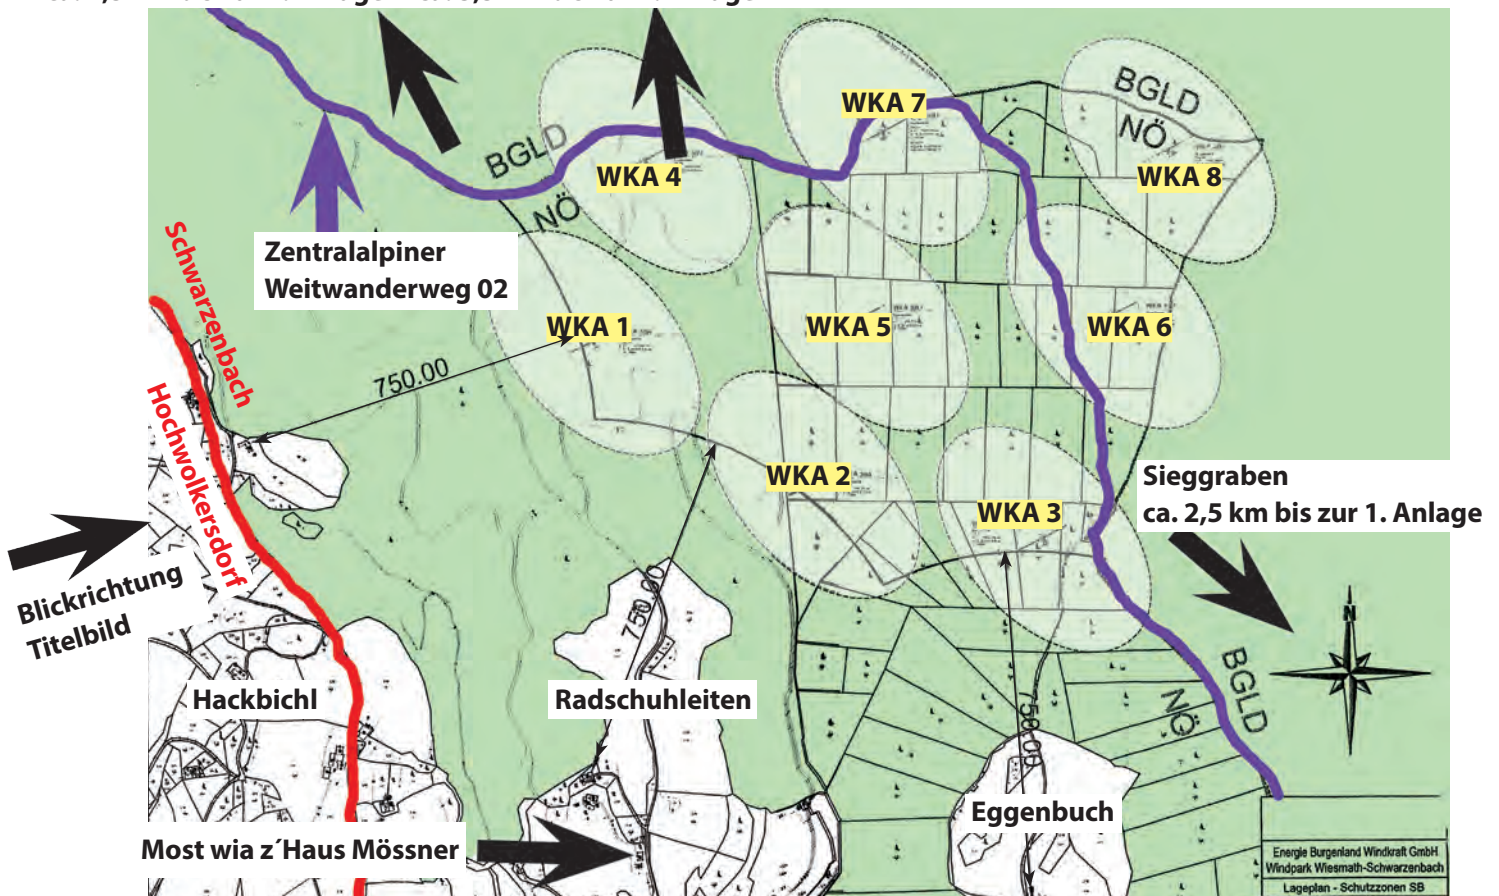 BGLD
NÖ
WKA 7
BGLD
NÖ
WKA 4
WKA 8
Zentralalpiner
Weitwanderweg 02
Schwarzenbach
Hochwolkersdorf
WKA 1
WKA 5
WKA 6
750.00
WKA 2
WKA 3
Sieggraben
ca. 2,5 km bis zur 1. Anlage
Blickrichtung
Titelbild
750.00
N
Hackbichl
Radschuhleiten
750.00
NÖ
BGLD
Eggenbuch
Most wia z´Haus Mössner
Energie Burgenland Windkraft GmbH
Windpark Wiesmath-Schwarzenbach
Lageplan - Schutzzonen SB